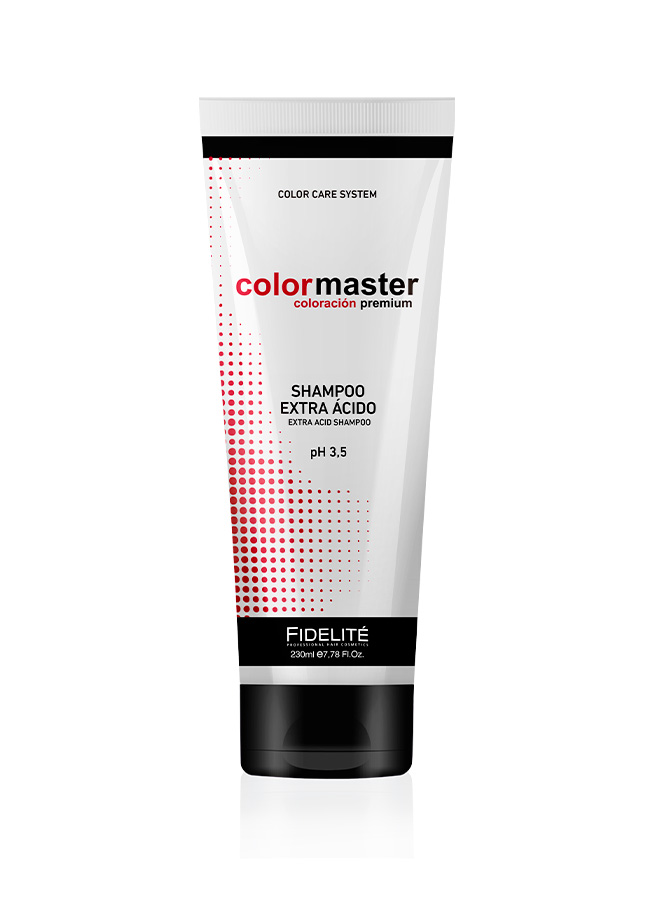 COLOR CARE SYSTEM
colormaster
coloración premium
SHAMPOO
EXTRA ÁCIDO
EXTRA ACID SHAMPOO
pH 3,5
FIDELITÉ
PROFESSIONAL HAIR COSMETICS
230ml ℮7,78 Fl.Oz.